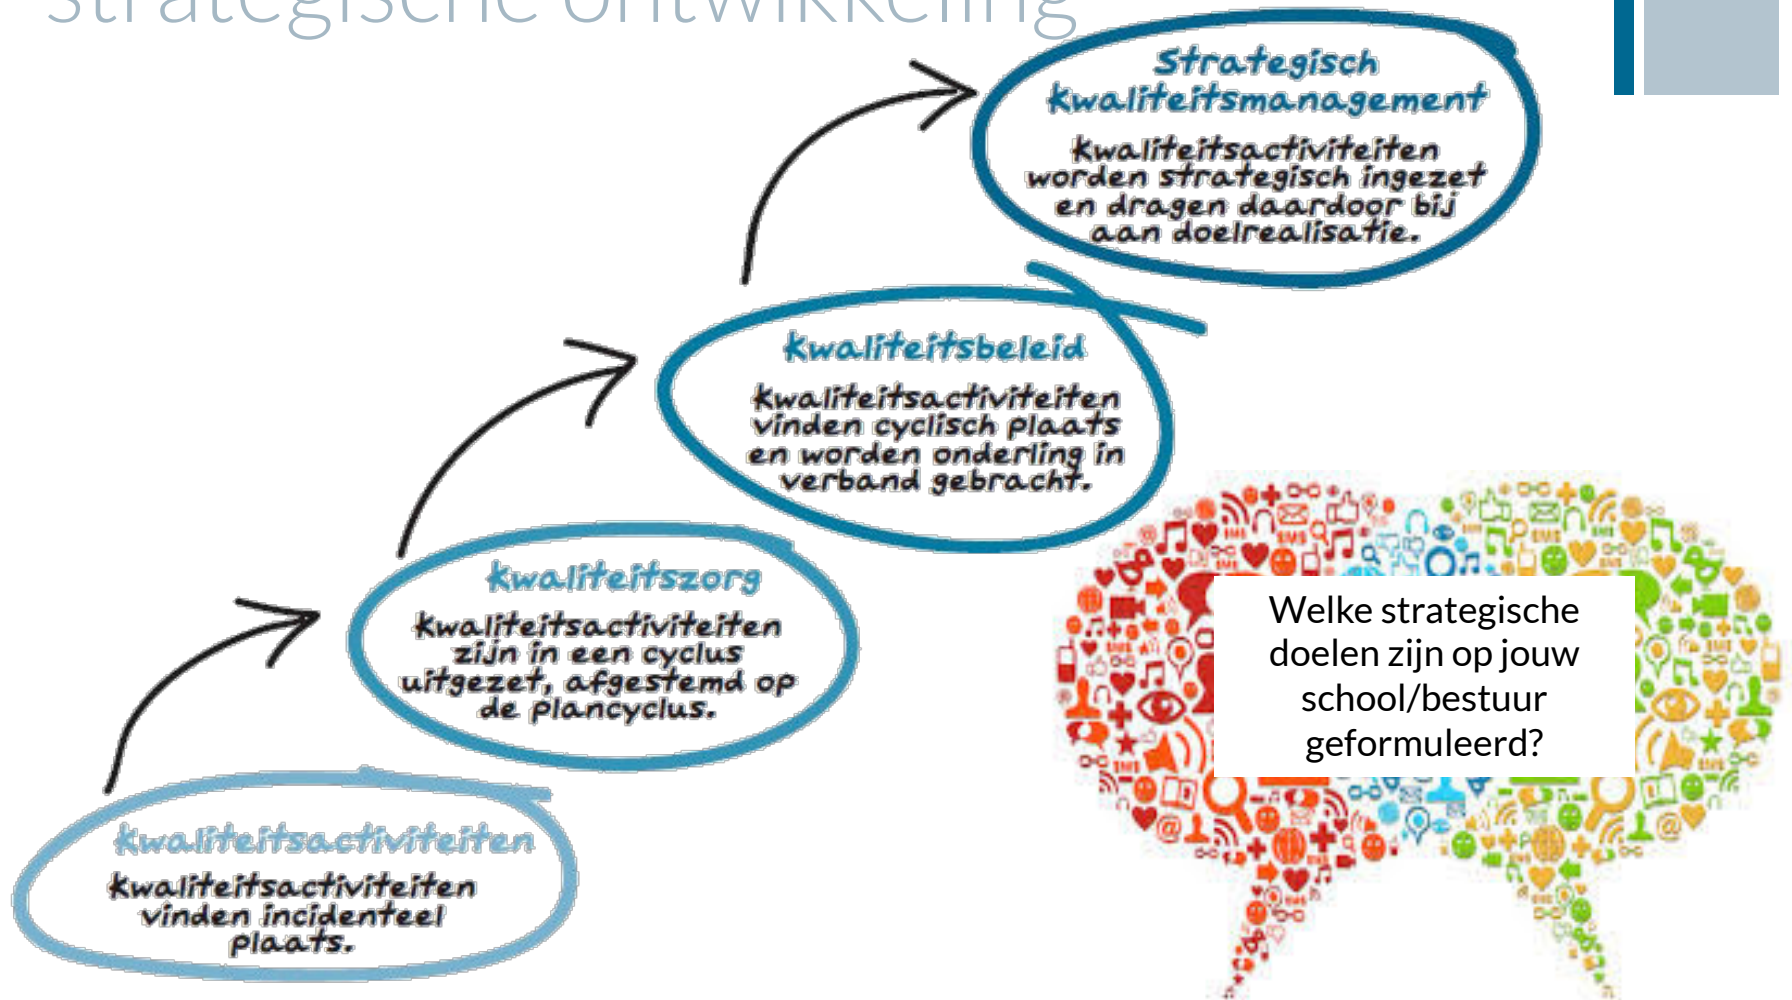 Strategische ontwikkeling
Strategisch
kwaliteitsmanagement
Kwaliteitsactiviteiten
worden strategisch ingezet
en dragen daardoor bij
aan doelrealisatie.
Kwaliteitsbeleid
Kwaliteitsactiviteiten
vinden cyclisch plaats
en worden onderling in
verband gebracht.
Kwaliteitszorg
Kwaliteitsactiviteiten
zijn in een cyclus
uitgezet, afgestemd op
de plancyclus.
Kwaliteitsactiviteiten
Kwaliteitsactiviteiten
vinden incidenteel
plaats.
Welke strategische
doelen zijn op jouw
school/bestuur
geformuleerd?